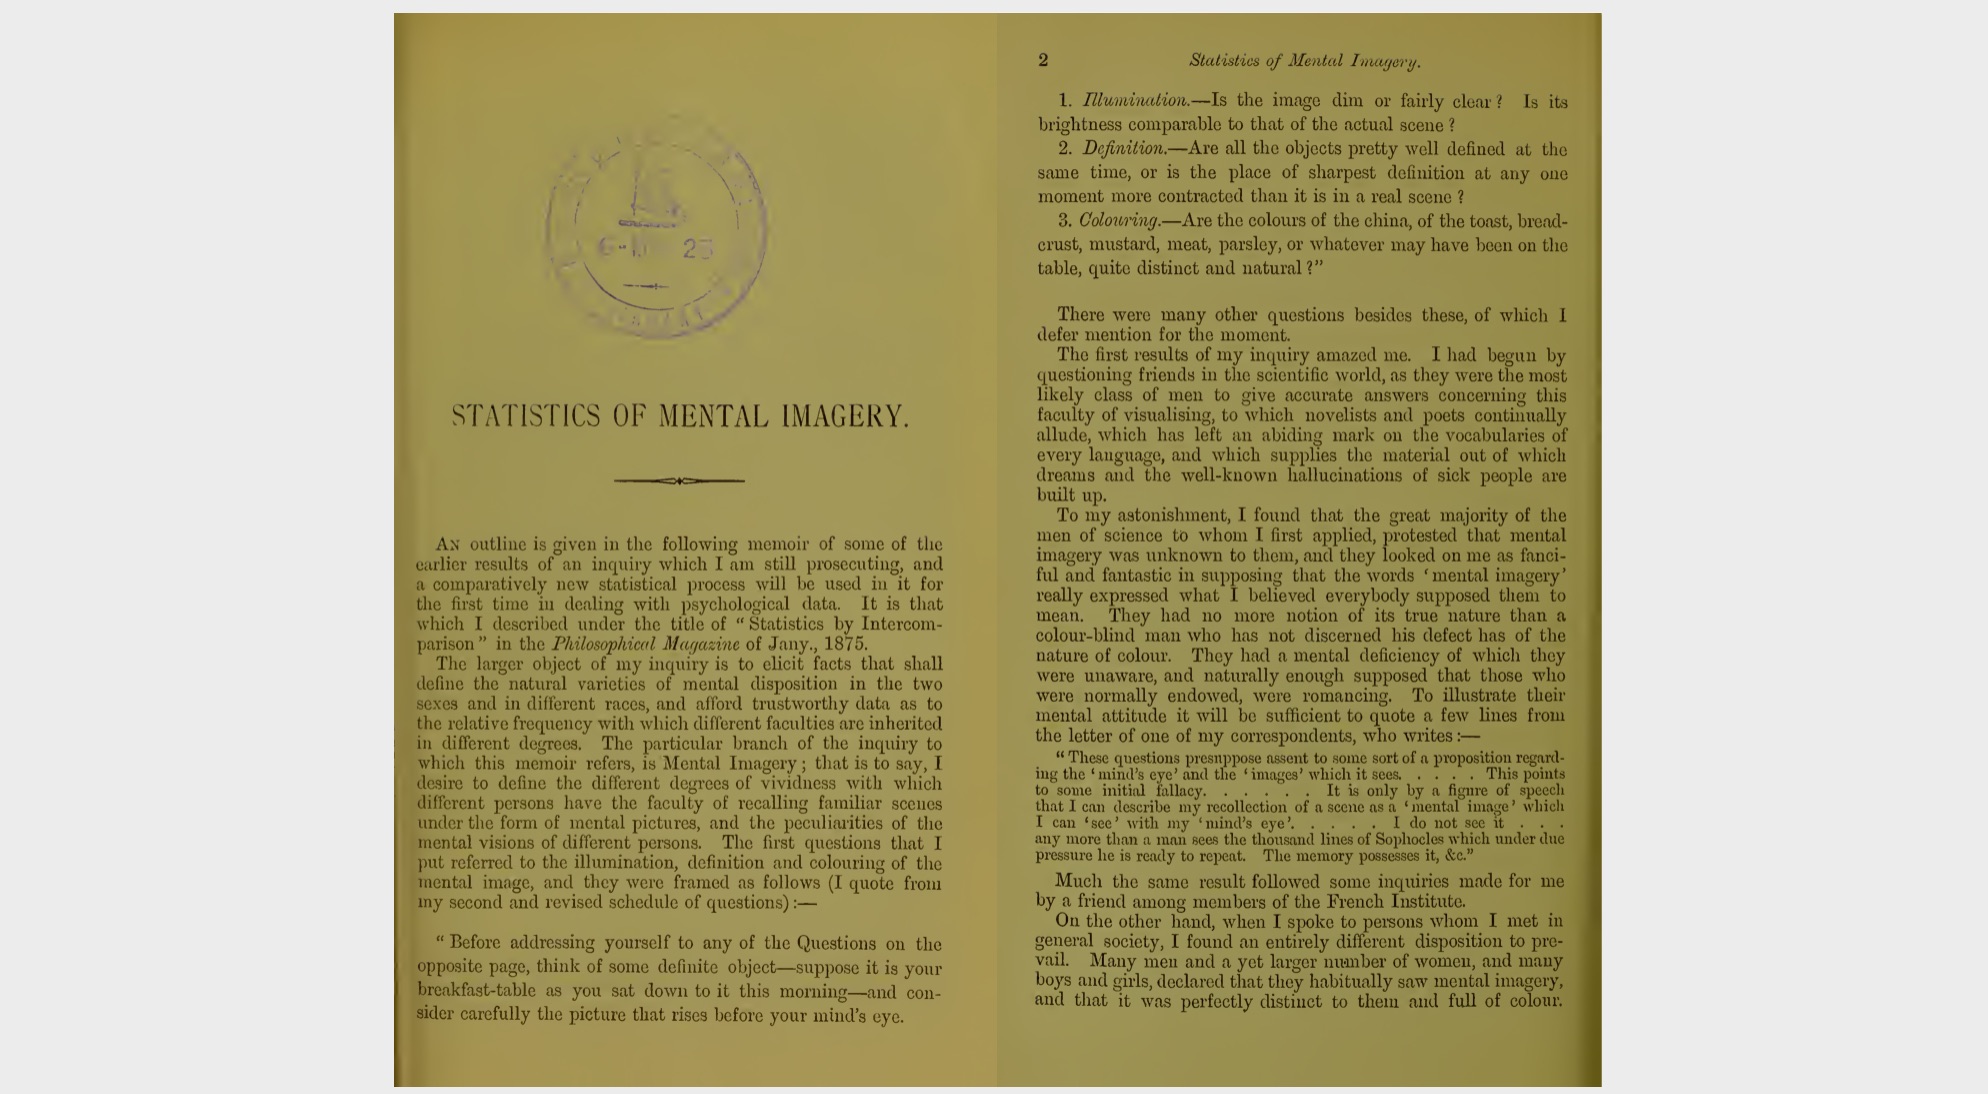 6- 25
STATISTICS OF MENTAL IMAGERY.
AN outline is given in the following memoir of some of the
earlier results of an inquiry which I am still prosecuting, and
a comparatively new statistical process will be used in it for
the first time in dealing with psychological data. It is that
which I described under the title of “Statistics by Intercom-
parison” in the Philosophical Magazine of Jany., 1875.
The larger object of my inquiry is to elicit facts that shall
define the natural varieties of mental disposition in the two
sexes and in different races, and afford trustworthy data as to
the relative frequency with which different faculties are inherited
in different degrees. The particular branch of the inquiry to
which this memoir refers, is Mental Imagery; that is to say, I
desire to define the different degrees of vividness with which
different persons have the faculty of recalling familiar scenes
under the form of mental pictures, and the peculiarities of the
mental visions of different persons. The first questions that I
put referred to the illumination, definition and colouring of the
mental image, and they were framed as follows (I quote from
my second and revised schedule of questions):—
“Before addressing yourself to any of the Questions on the
opposite page, think of some definite object—suppose it is your
breakfast-table as you sat down to it this morning—and con-
sider carefully the picture that rises before your mind’s eye.
2 Statistics of Mental Imagery.
1. Illumination.—Is the image dim or fairly clear? Is its
brightness comparable to that of the actual scene?
2. Definition.—Are all the objects pretty well defined at the
same time, or is the place of sharpest definition at any one
moment more contracted than it is in a real scene?
3. Colouring.—Are the colours of the china, of the toast, bread-
crust, mustard, meat, parsley, or whatever may have been on the
table, quite distinct and natural?”
There were many other questions besides these, of which I
defer mention for the moment.
The first results of my inquiry amazed me. I had begun by
questioning friends in the scientific world, as they were the most
likely class of men to give accurate answers concerning this
faculty of visualising, to which novelists and poets continually
allude, which has left an abiding mark on the vocabularies of
every language, and which supplies the material out of which
dreams and the well-known hallucinations of sick people are
built up.
To my astonishment, I found that the great majority of the
men of science to whom I first applied, protested that mental
imagery was unknown to them, and they looked on me as fanci-
ful and fantastic in supposing that the words ‘mental imagery’
really expressed what I believed everybody supposed them to
mean. They had no more notion of its true nature than a
colour-blind man who has not discerned his defect has of the
nature of colour. They had a mental deficiency of which they
were unaware, and naturally enough supposed that those who
were normally endowed, were romancing. To illustrate their
mental attitude it will be sufficient to quote a few lines from
the letter of one of my correspondents, who writes:—
“These questions presuppose assent to some sort of a proposition regard-
ing the ‘mind’s eye’ and the ‘images’ which it sees. . . . . This points
to some initial fallacy. . . . . . It is only by a figure of speech
that I can describe my recollection of a scene as a ‘mental image’ which
I can ‘see’ with my ‘mind’s eye’. . . . . I do not see it . . .
any more than a man sees the thousand lines of Sophocles which under due
pressure he is ready to repeat. The memory possesses it, &c.”
Much the same result followed some inquiries made for me
by a friend among members of the French Institute.
On the other hand, when I spoke to persons whom I met in
general society, I found an entirely different disposition to pre-
vail. Many men and a yet larger number of women, and many
boys and girls, declared that they habitually saw mental imagery,
and that it was perfectly distinct to them and full of colour.